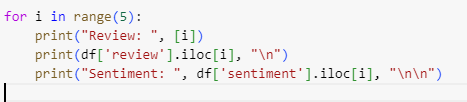 for i in range(5):
    print("Review: ", [i])
    print(df['review'].iloc[i], "\n")
    print("Sentiment: ", df['sentiment'].iloc[i], "\n\n")